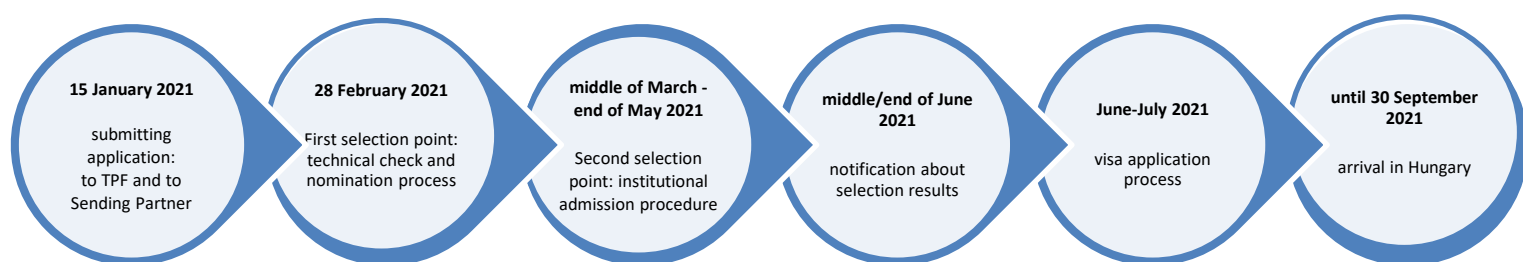 15 January 2021
submitting
application:
to TPF and to
Sending Partner
28 February 2021
First selection point:
technical check and
nomination process
middle of March -
end of May 2021
Second selection
point: institutional
admission procedure
middle/end of June
2021
notification about
selection results
June-July 2021
visa application
process
until 30 September
2021
arrival in Hungary